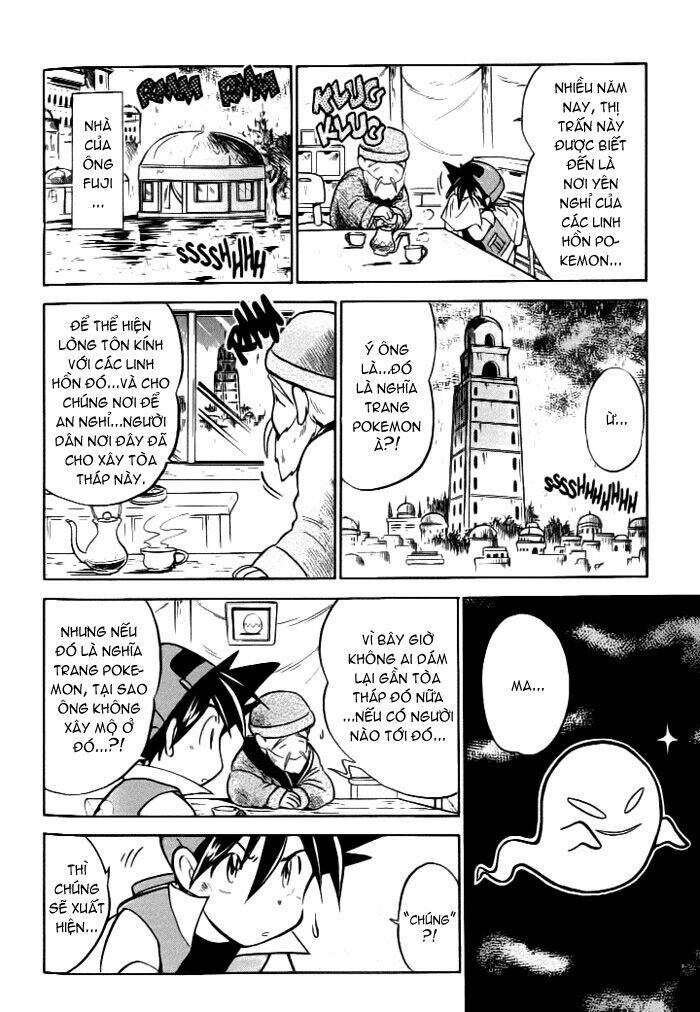 NHÀ
CỦA
ÔNG
FUJI
...
SSSSHHHH
KLUG
KLUG
NHIỀU NĂM
NAY, THỊ
TRẤN NÀY
ĐƯỢC BIẾT
ĐẾN LÀ
NƠI YÊN
NGHỈ CỦA
CÁC LINH
HỒN PO-
KEMON...
ĐỂ THỂ HIỆN
LÒNG TÔN KÍNH
VỚI CÁC LINH
HỒN ĐÓ...VÀ CHO
CHÚNG NƠI ĐỂ
AN NGHỈ...NGƯỜI
DÂN NƠI ĐÂY ĐÃ
CHO XÂY TÒA
THÁP NÀY.
Ý ÔNG
LÀ...ĐÓ
LÀ NGHĨA
TRANG
POKEMON
À?!
Ừ...
SSSSHHHHHHH
NHƯNG NẾU
ĐÓ LÀ NGHĨA
TRANG POKE-
MON, TẠI SAO
ÔNG KHÔNG
XÂY MỘ Ở
ĐÓ...?!
VÌ BÂY GIỜ
KHÔNG AI DÁM
LẠI GẦN TÒA
THÁP ĐÓ NỮA
...NẾU CÓ NGƯỜI
NÀO TỚI ĐÓ...
THÌ
CHÚNG
SẼ XUẤT
HIỆN...
"CHÚNG"
?!
MA...